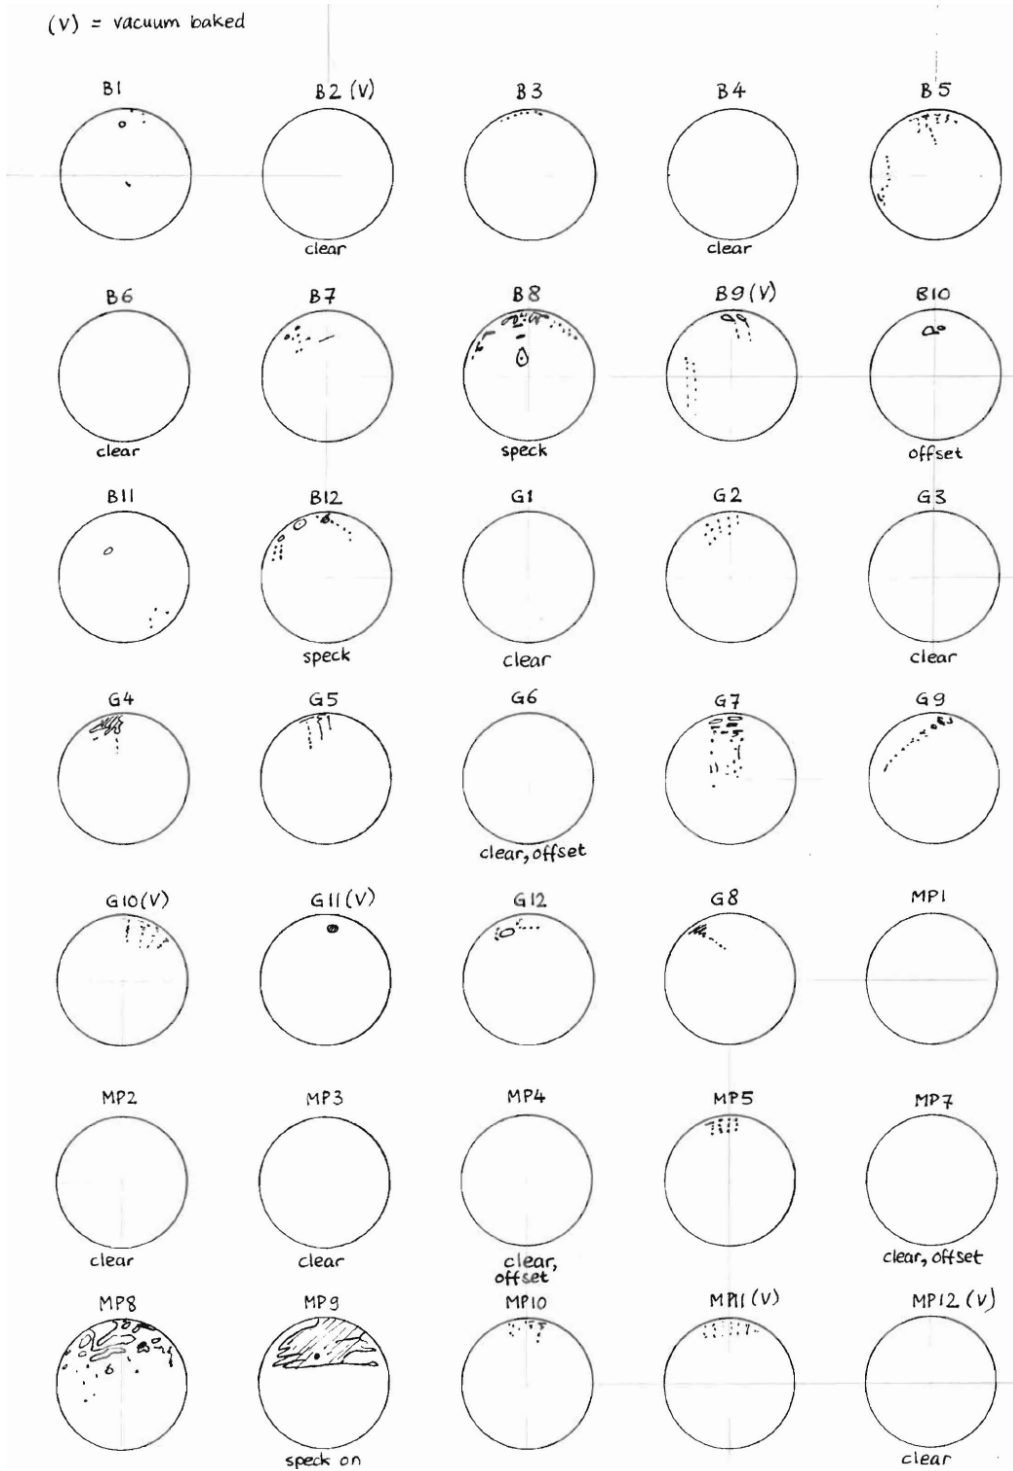 (V) = vacuum baked
B1 B2 (V) B3 B4 B5
clear clear
B6 B7 B8 B9 (V) B10
clear speck offset
B11 B12 G1 G2 G3
speck clear clear
G4 G5 G6 G7 G9
clear, offset
G10 (V) G11 (V) G12 G8 MP1
MP2 MP3 MP4 MP5 MP7
clear clear clear, clear, offset
offset
MP8 MP9 MP10 MP11 (V) MP12 (V)
speck on clear